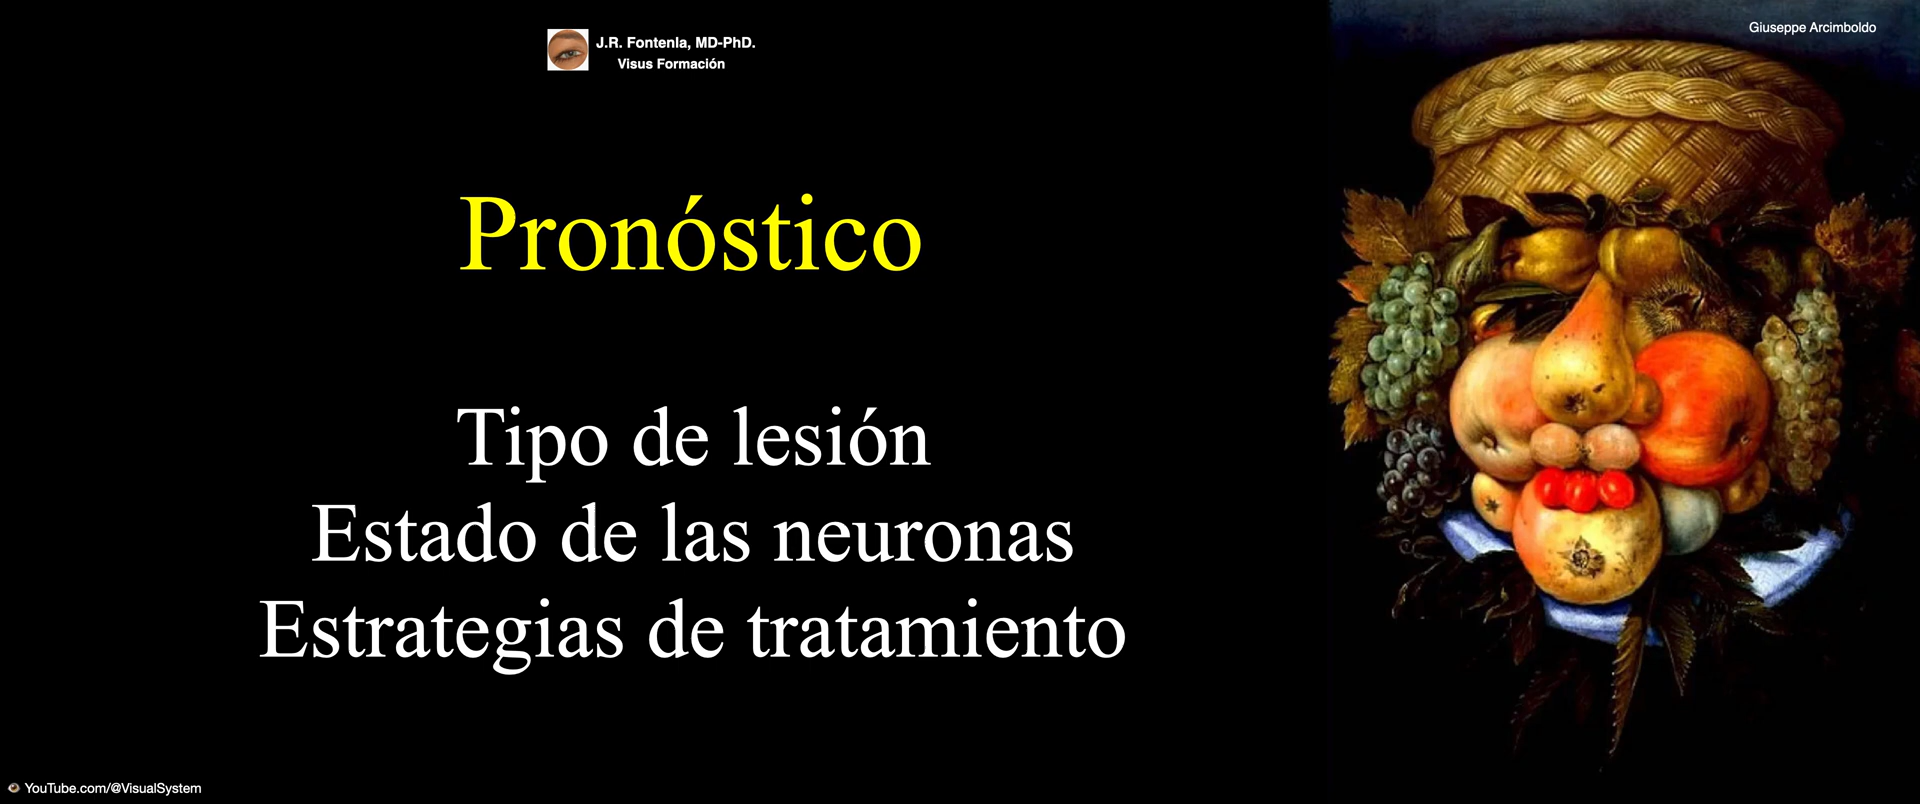 J.R. Fontenla, MD-PhD.
Visus Formación
Giuseppe Arcimboldo
Pronóstico
Tipo de lesión
Estado de las neuronas
Estrategias de tratamiento
YouTube.com/@VisualSystem